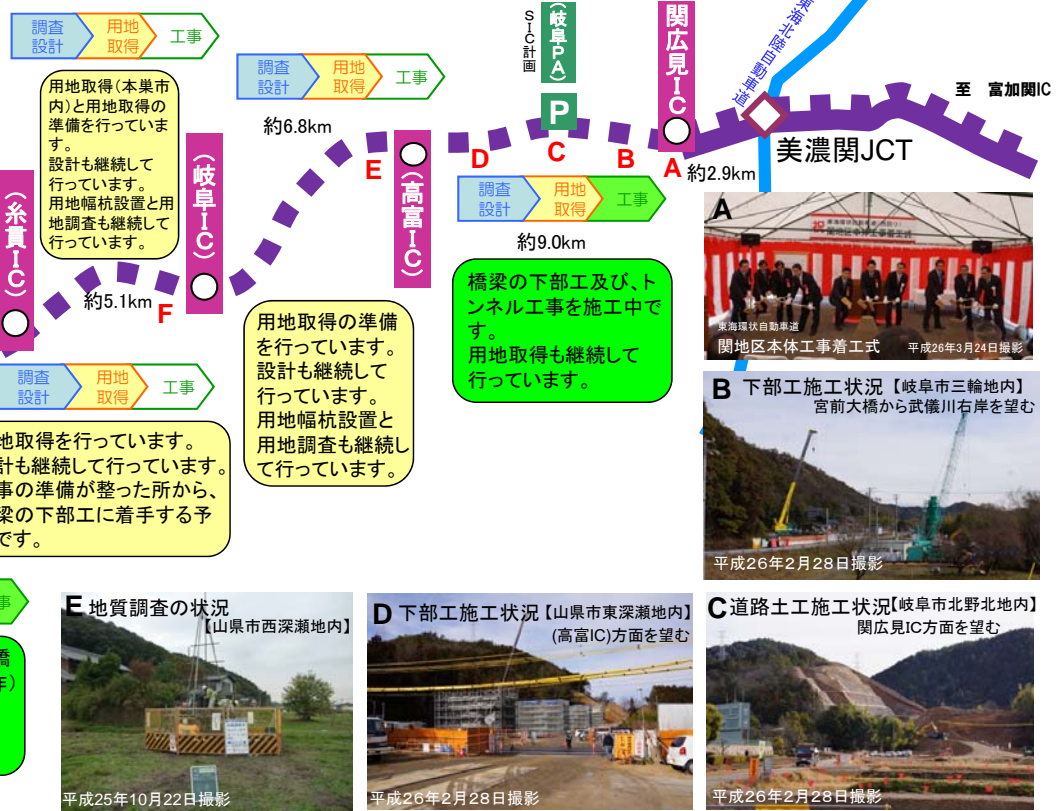 調査
設計
用地
取得
工事
用地取得(本巣市
内)と用地取得の
準備を行っていま
す。
設計も継続して
行っています。
用地幅杭設置と用
地調査も継続して
行っています。
調査
設計
用地
取得
工事
約6.8km
SIC計画
(岐阜PA)
P
関広見IC
東海北陸自動車道
至 富加関IC
美濃関JCT
約2.9km
A
B
C
D
E
F
(高富IC)
(岐阜IC)
(糸貫IC)
約5.1km
調査
設計
用地
取得
工事
約9.0km
橋梁の下部工及び、ト
ンネル工事を施工中で
す。
用地取得も継続して
行っています。
用地取得の準備
を行っています。
設計も継続して
行っています。
用地幅杭設置と
用地調査も継続し
て行っています。
調査
設計
用地
取得
工事
地取得を行っています。
計も継続して行っています。
事の準備が整った所から、
梁の下部工に着手する予
です。
事
橋
年)
A
東海環状自動車道
関地区本体工事着工式 平成26年3月24日撮影
B 下部工施工状況 【岐阜市三輪地内】
宮前大橋から武儀川右岸を望む
平成26年2月28日撮影
C 道路土工施工状況【岐阜市北野北地内】
関広見IC方面を望む
平成26年2月28日撮影
D 下部工施工状況【山県市東深瀬地内】
(高富IC)方面を望む
平成26年2月28日撮影
E 地質調査の状況
【山県市西深瀬地内】
平成25年10月22日撮影